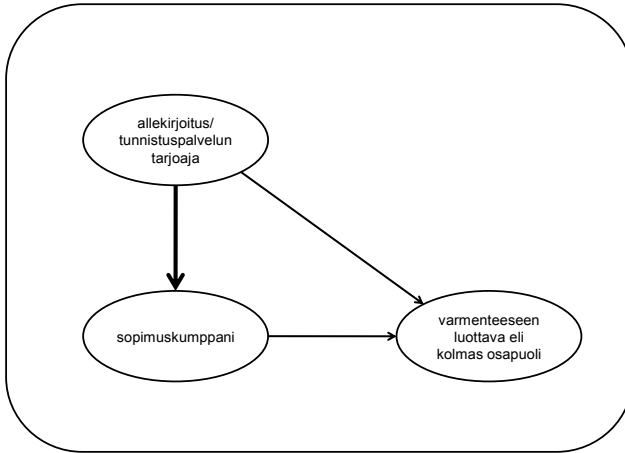 allekirjoitus/
tunnistuspalvelun
tarjoaja
sopimuskumppani
varmenteeseen
luottava eli
kolmas osapuoli